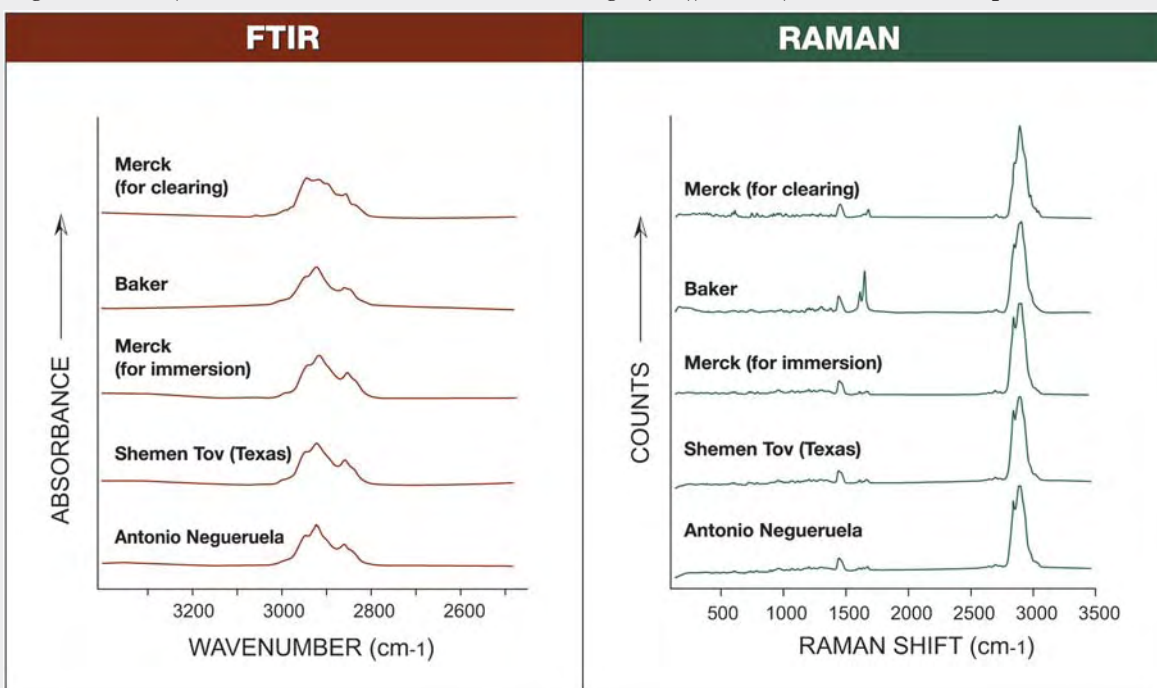 FTIR
RAMAN
Merck
(for clearing)
Baker
Merck
(for immersion)
Shemen Tov (Texas)
Antonio Negueruela
ABSORBANCE
3200 3000 2800 2600
WAVENUMBER (cm-1)
Merck (for clearing)
Baker
Merck (for immersion)
Shemen Tov (Texas)
Antonio Negueruela
COUNTS
500 1000 1500 2000 2500 3000 3500
RAMAN SHIFT (cm-1)